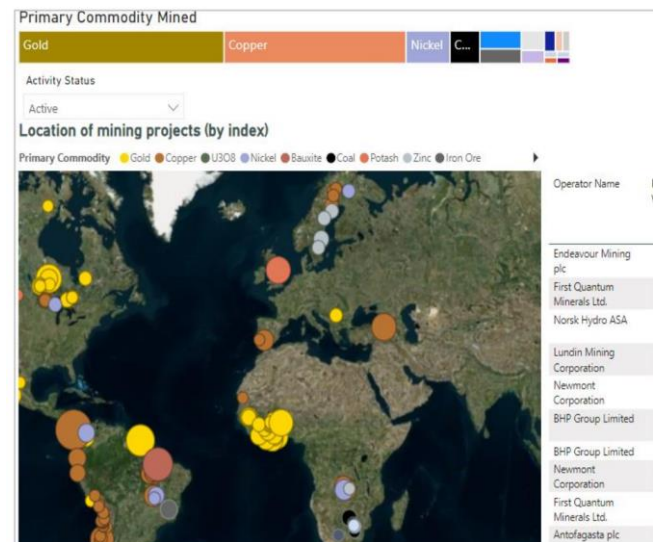 Primary Commodity Mined
Gold Copper Nickel C...
Activity Status
Active
Location of mining projects (by index)
Primary Commodity Gold Copper U3O8 Nickel Bauxite Coal Potash Zinc Iron Ore
Operator Name
Endeavour Mining
plc
First Quantum
Minerals Ltd.
Norsk Hydro ASA
Lundin Mining
Corporation
Newmont
Corporation
BHP Group Limited
BHP Group Limited
Newmont
Corporation
First Quantum
Minerals Ltd.
Antofagasta plc